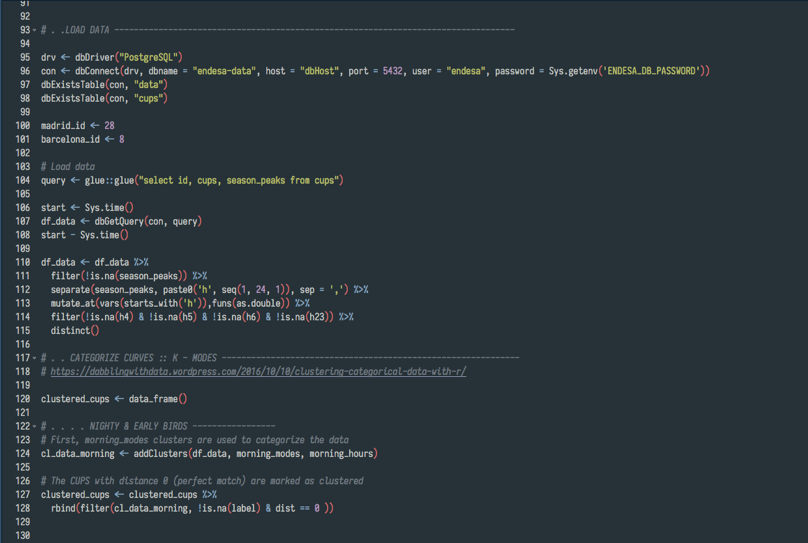 91
92
93 # . .LOAD DATA ----------------------------------------------------------------------------------
94
95 drv <- dbDriver("PostgreSQL")
96 con <- dbConnect(drv, dbname = "endesa-data", host = "dbHost", port = 5432, user = "endesa", password = Sys.getenv('ENDESA_DB_PASSWORD'))
97 dbExistsTable(con, "data")
98 dbExistsTable(con, "cups")
99
100 madrid_id <- 28
101 barcelona_id <- 8
102
103 # Load data
104 query <- glue::glue("select id, cups, season_peaks from cups")
105
106 start <- Sys.time()
107 df_data <- dbGetQuery(con, query)
108 start - Sys.time()
109
110 df_data <- df_data %>%
111   filter(!is.na(season_peaks)) %>%
112   separate(season_peaks, paste0('h', seq(1, 24, 1)), sep = ',') %>%
113   mutate_at(vars(starts_with('h')),funs(as.double)) %>%
114   filter(!is.na(h4) & !is.na(h5) & !is.na(h6) & !is.na(h23)) %>%
115   distinct()
116
117 # . . CATEGORIZE CURVES :: K - MODES -------------------------------------------------------------
118 # https://dabblingwithdata.wordpress.com/2016/10/10/clustering-categorical-data-with-r/
119
120 clustered_cups <- data_frame()
121
122 # . . . . NIGHTY & EARLY BIRDS -----------------
123 # First, morning_modes clusters are used to categorize the data
124 cl_data_morning <- addClusters(df_data, morning_modes, morning_hours)
125
126 # The CUPS with distance 0 (perfect match) are marked as clustered
127 clustered_cups <- clustered_cups %>%
128   rbind(filter(cl_data_morning, !is.na(label) & dist == 0 ))
129
130